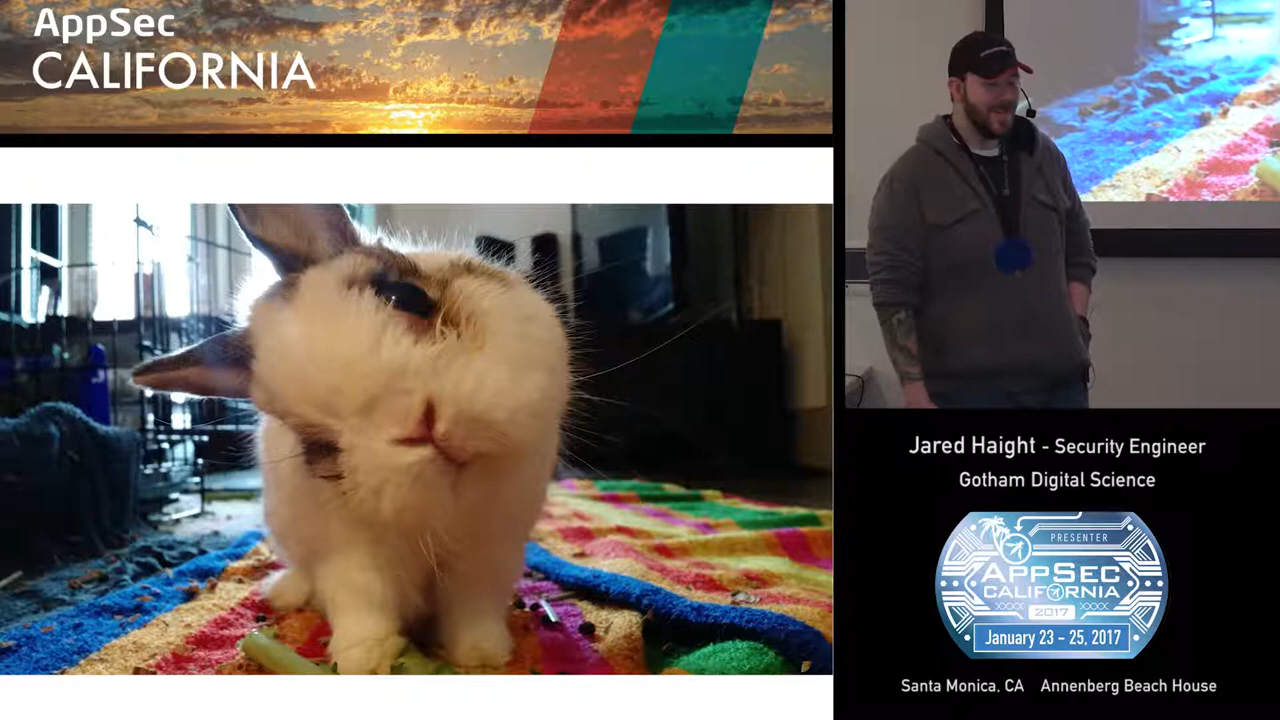 AppSec
CALIFORNIA
Jared Haight - Security Engineer
Gotham Digital Science
PRESENTER
AppSec
CALIFORNIA
2017
January 23 - 25, 2017
Santa Monica, CA Annenberg Beach House